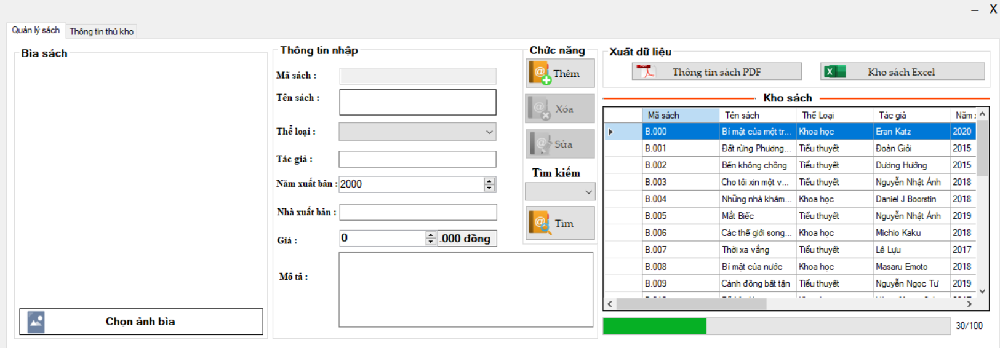 – X
Quản lý sách Thông tin thủ kho
Bìa sách
Chọn ảnh bìa
Thông tin nhập
Mã sách :
Tên sách :
Thể loại :
Tác giả :
Năm xuất bản : 2000
Nhà xuất bản :
Giá : 0 .000 đồng
Mô tả :
Chức năng
Thêm
Xóa
Sửa
Tìm kiếm
Tìm
Xuất dữ liệu
Thông tin sách PDF Kho sách Excel
Kho sách
Mã sách Tên sách Thể Loại Tác giả Năm
B.000 Bí mật của một tr... Khoa học Eran Katz 2020
B.001 Đất rừng Phương... Tiểu thuyết Đoàn Giỏi 2015
B.002 Bến không chồng Tiểu thuyết Dương Hướng 2015
B.003 Cho tôi xin một v... Tiểu thuyết Nguyễn Nhật Ánh 2018
B.004 Những nhà khám... Khoa học Daniel J Boorstin 2018
B.005 Mắt Biếc Tiểu thuyết Nguyễn Nhật Ánh 2019
B.006 Các thế giới song... Khoa học Michio Kaku 2018
B.007 Thời xa vắng Tiểu thuyết Lê Lựu 2017
B.008 Bí mật của nước Khoa học Masaru Emoto 2018
B.009 Cánh đồng bất tận Tiểu thuyết Nguyễn Ngọc Tư 2019
30/100